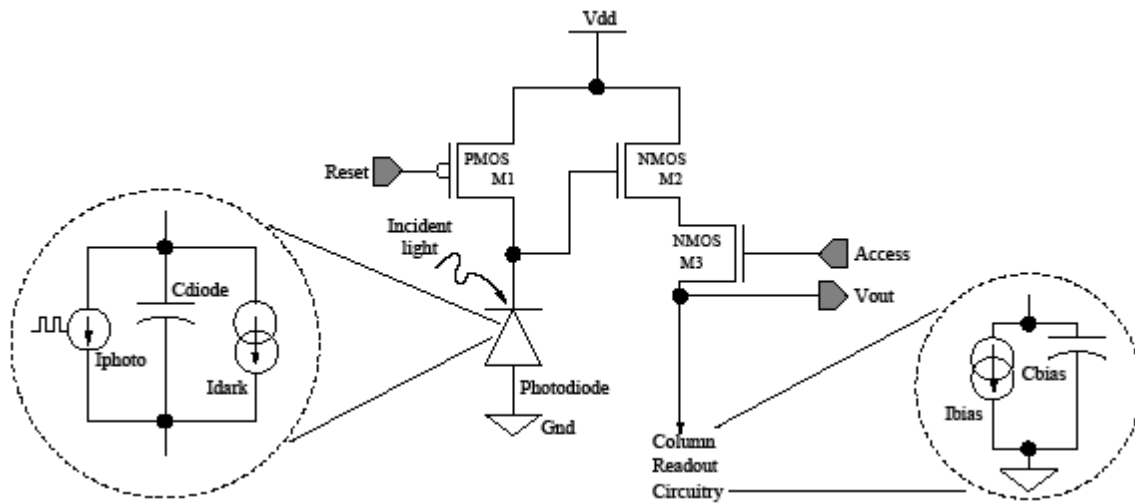 Vdd
PMOS
M1
NMOS
M2
Reset
Incident
light
NMOS
M3
Access
Vout
Cdiode
Iphoto
Idark
Photodiode
Gnd
Cbias
Ibias
Column
Readout
Circuitry